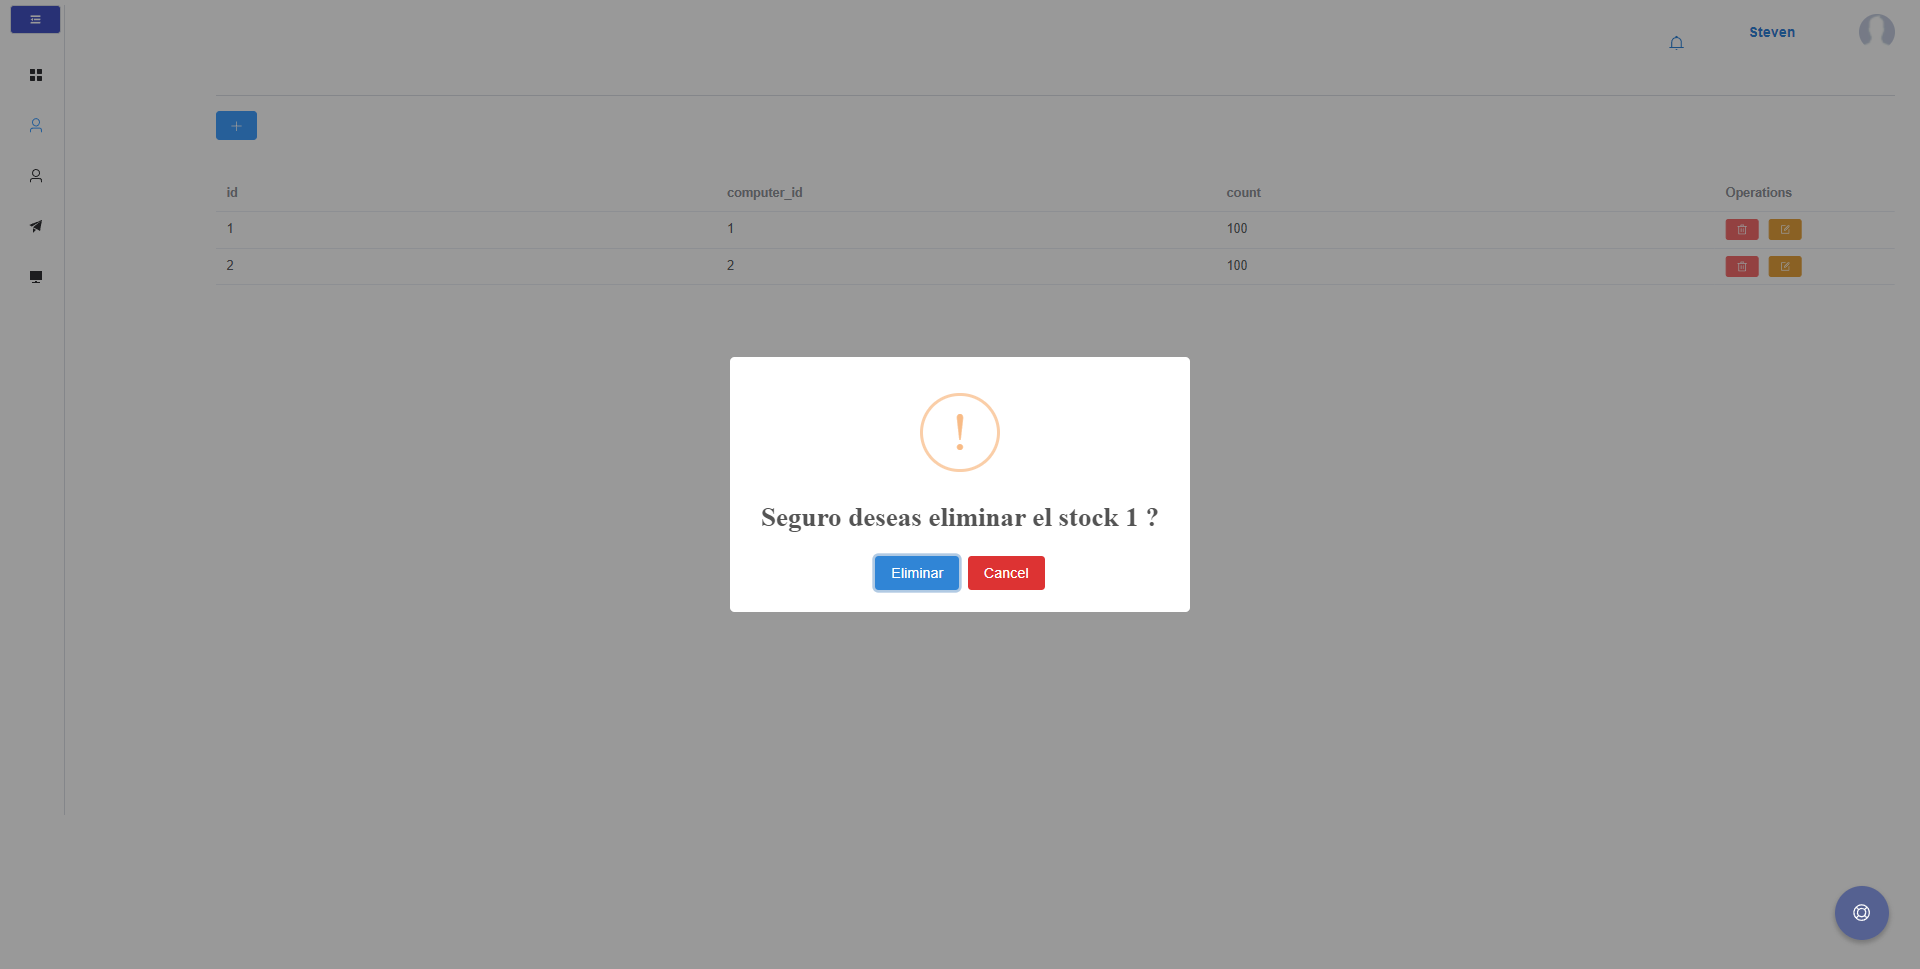 Steven
id computer_id count Operations
1 1 100
2 2 100
!
Seguro deseas eliminar el stock 1 ?
Eliminar Cancel